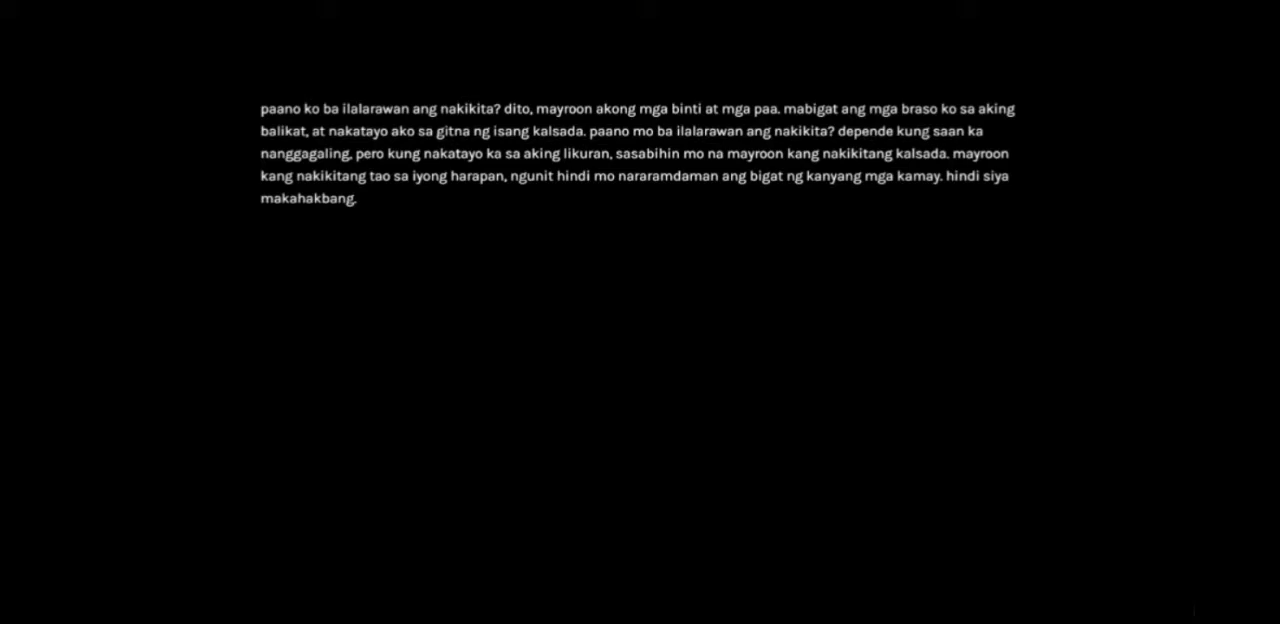 paano ko ba ilalarawan ang nakikita? dito, mayroon akong mga binti at mga paa. mabigat ang mga braso ko sa aking
balikat, at nakatayo ako sa gitna ng isang kalsada. paano mo ba ilalarawan ang nakikita? depende kung saan ka
nanggagaling, pero kung nakatayo ka sa aking likuran, sasabihin mo na mayroon kang nakikitang kalsada. mayroon
kang nakikitang tao sa iyong harapan, ngunit hindi mo nararamdaman ang bigat ng kanyang mga kamay. hindi siya
makahakbang.